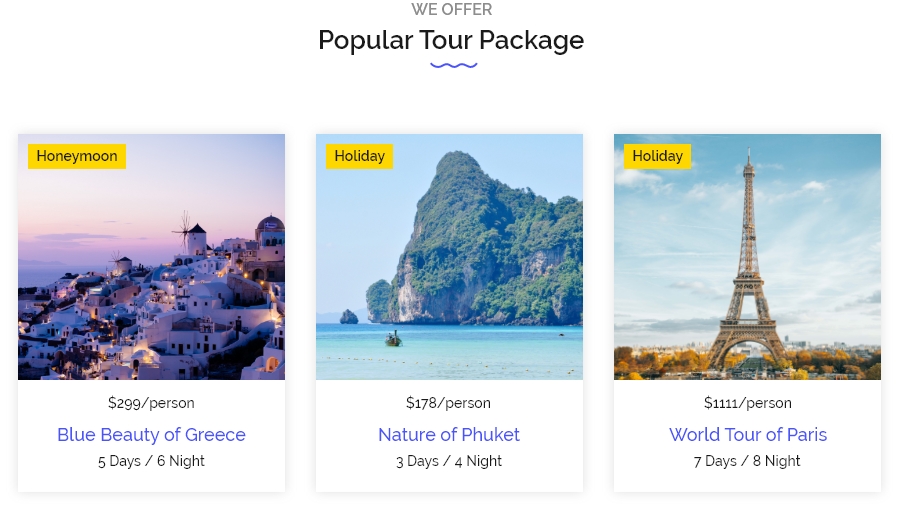 WE OFFER
Popular Tour Package
Honeymoon
$299/person
Blue Beauty of Greece
5 Days / 6 Night
Holiday
$178/person
Nature of Phuket
3 Days / 4 Night
Holiday
$1111/person
World Tour of Paris
7 Days / 8 Night